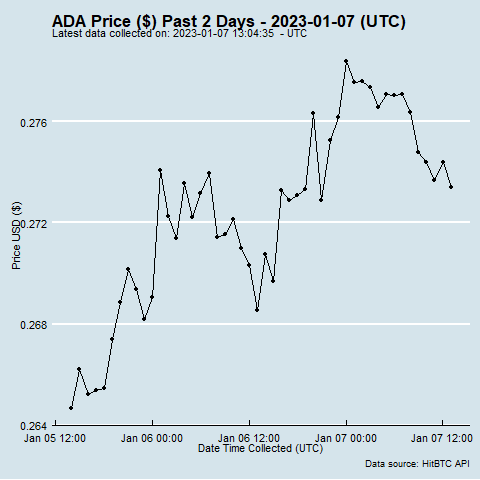 ADA Price ($) Past 2 Days - 2023-01-07 (UTC)
Latest data collected on: 2023-01-07 13:04:35 - UTC
0.276
0.272
0.268
0.264
Price USD ($)
Jan 05 12:00 Jan 06 00:00 Jan 06 12:00 Jan 07 00:00 Jan 07 12:00
Date Time Collected (UTC)
Data source: HitBTC API